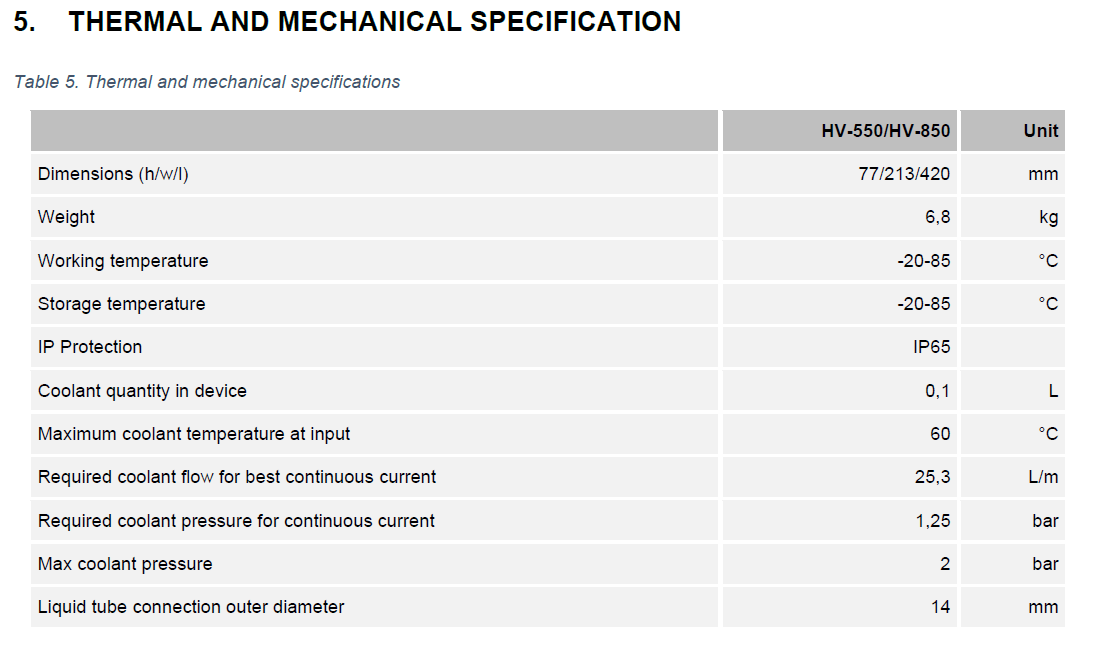 5. THERMAL AND MECHANICAL SPECIFICATION
Table 5. Thermal and mechanical specifications
HV-550/HV-850 Unit
Dimensions (h/w/l) 77/213/420 mm
Weight 6,8 kg
Working temperature -20-85 °C
Storage temperature -20-85 °C
IP Protection IP65
Coolant quantity in device 0,1 L
Maximum coolant temperature at input 60 °C
Required coolant flow for best continuous current 25,3 L/m
Required coolant pressure for continuous current 1,25 bar
Max coolant pressure 2 bar
Liquid tube connection outer diameter 14 mm